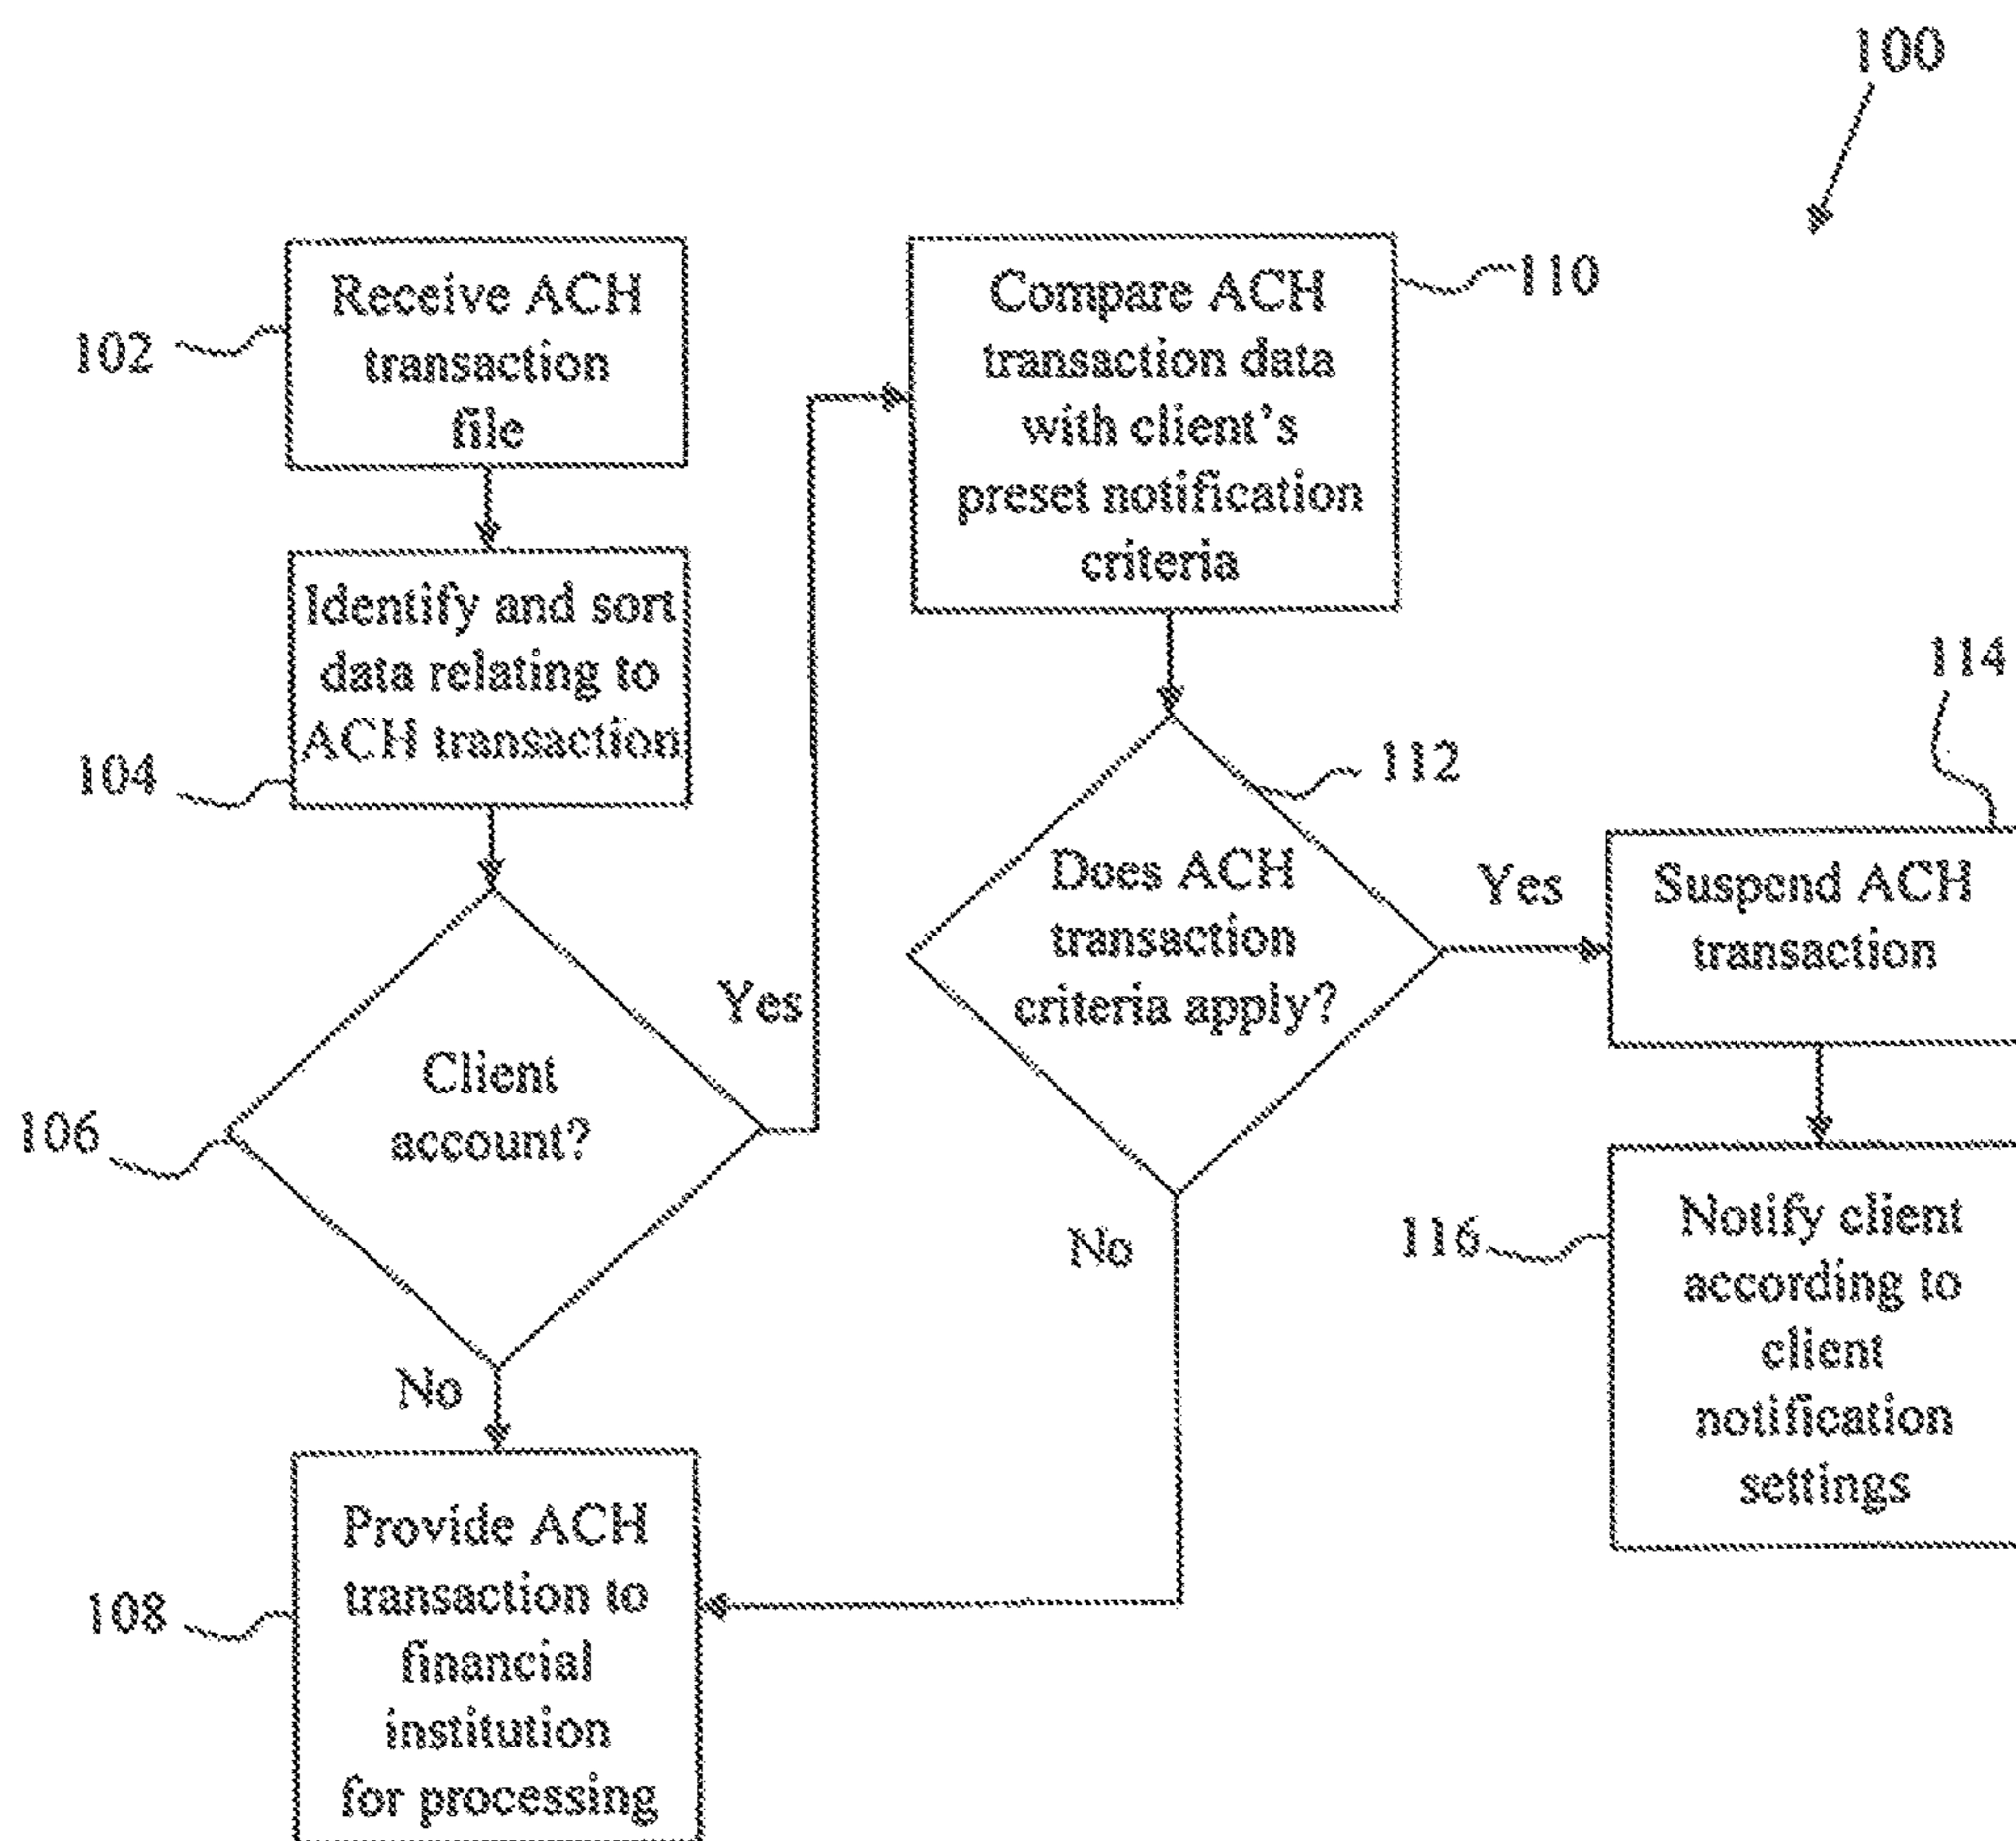 100
102
Receive ACH
transaction
file
104
Identify and sort
data relating to
ACH transaction
106
Client
account?
Yes
No
108
Provide ACH
transaction to
financial
institution
for processing
110
Compare ACH
transaction data
with client's
preset notification
criteria
112
Does ACH
transaction
criteria apply?
Yes
No
114
Suspend ACH
transaction
116
Notify client
according to
client
notification
settings